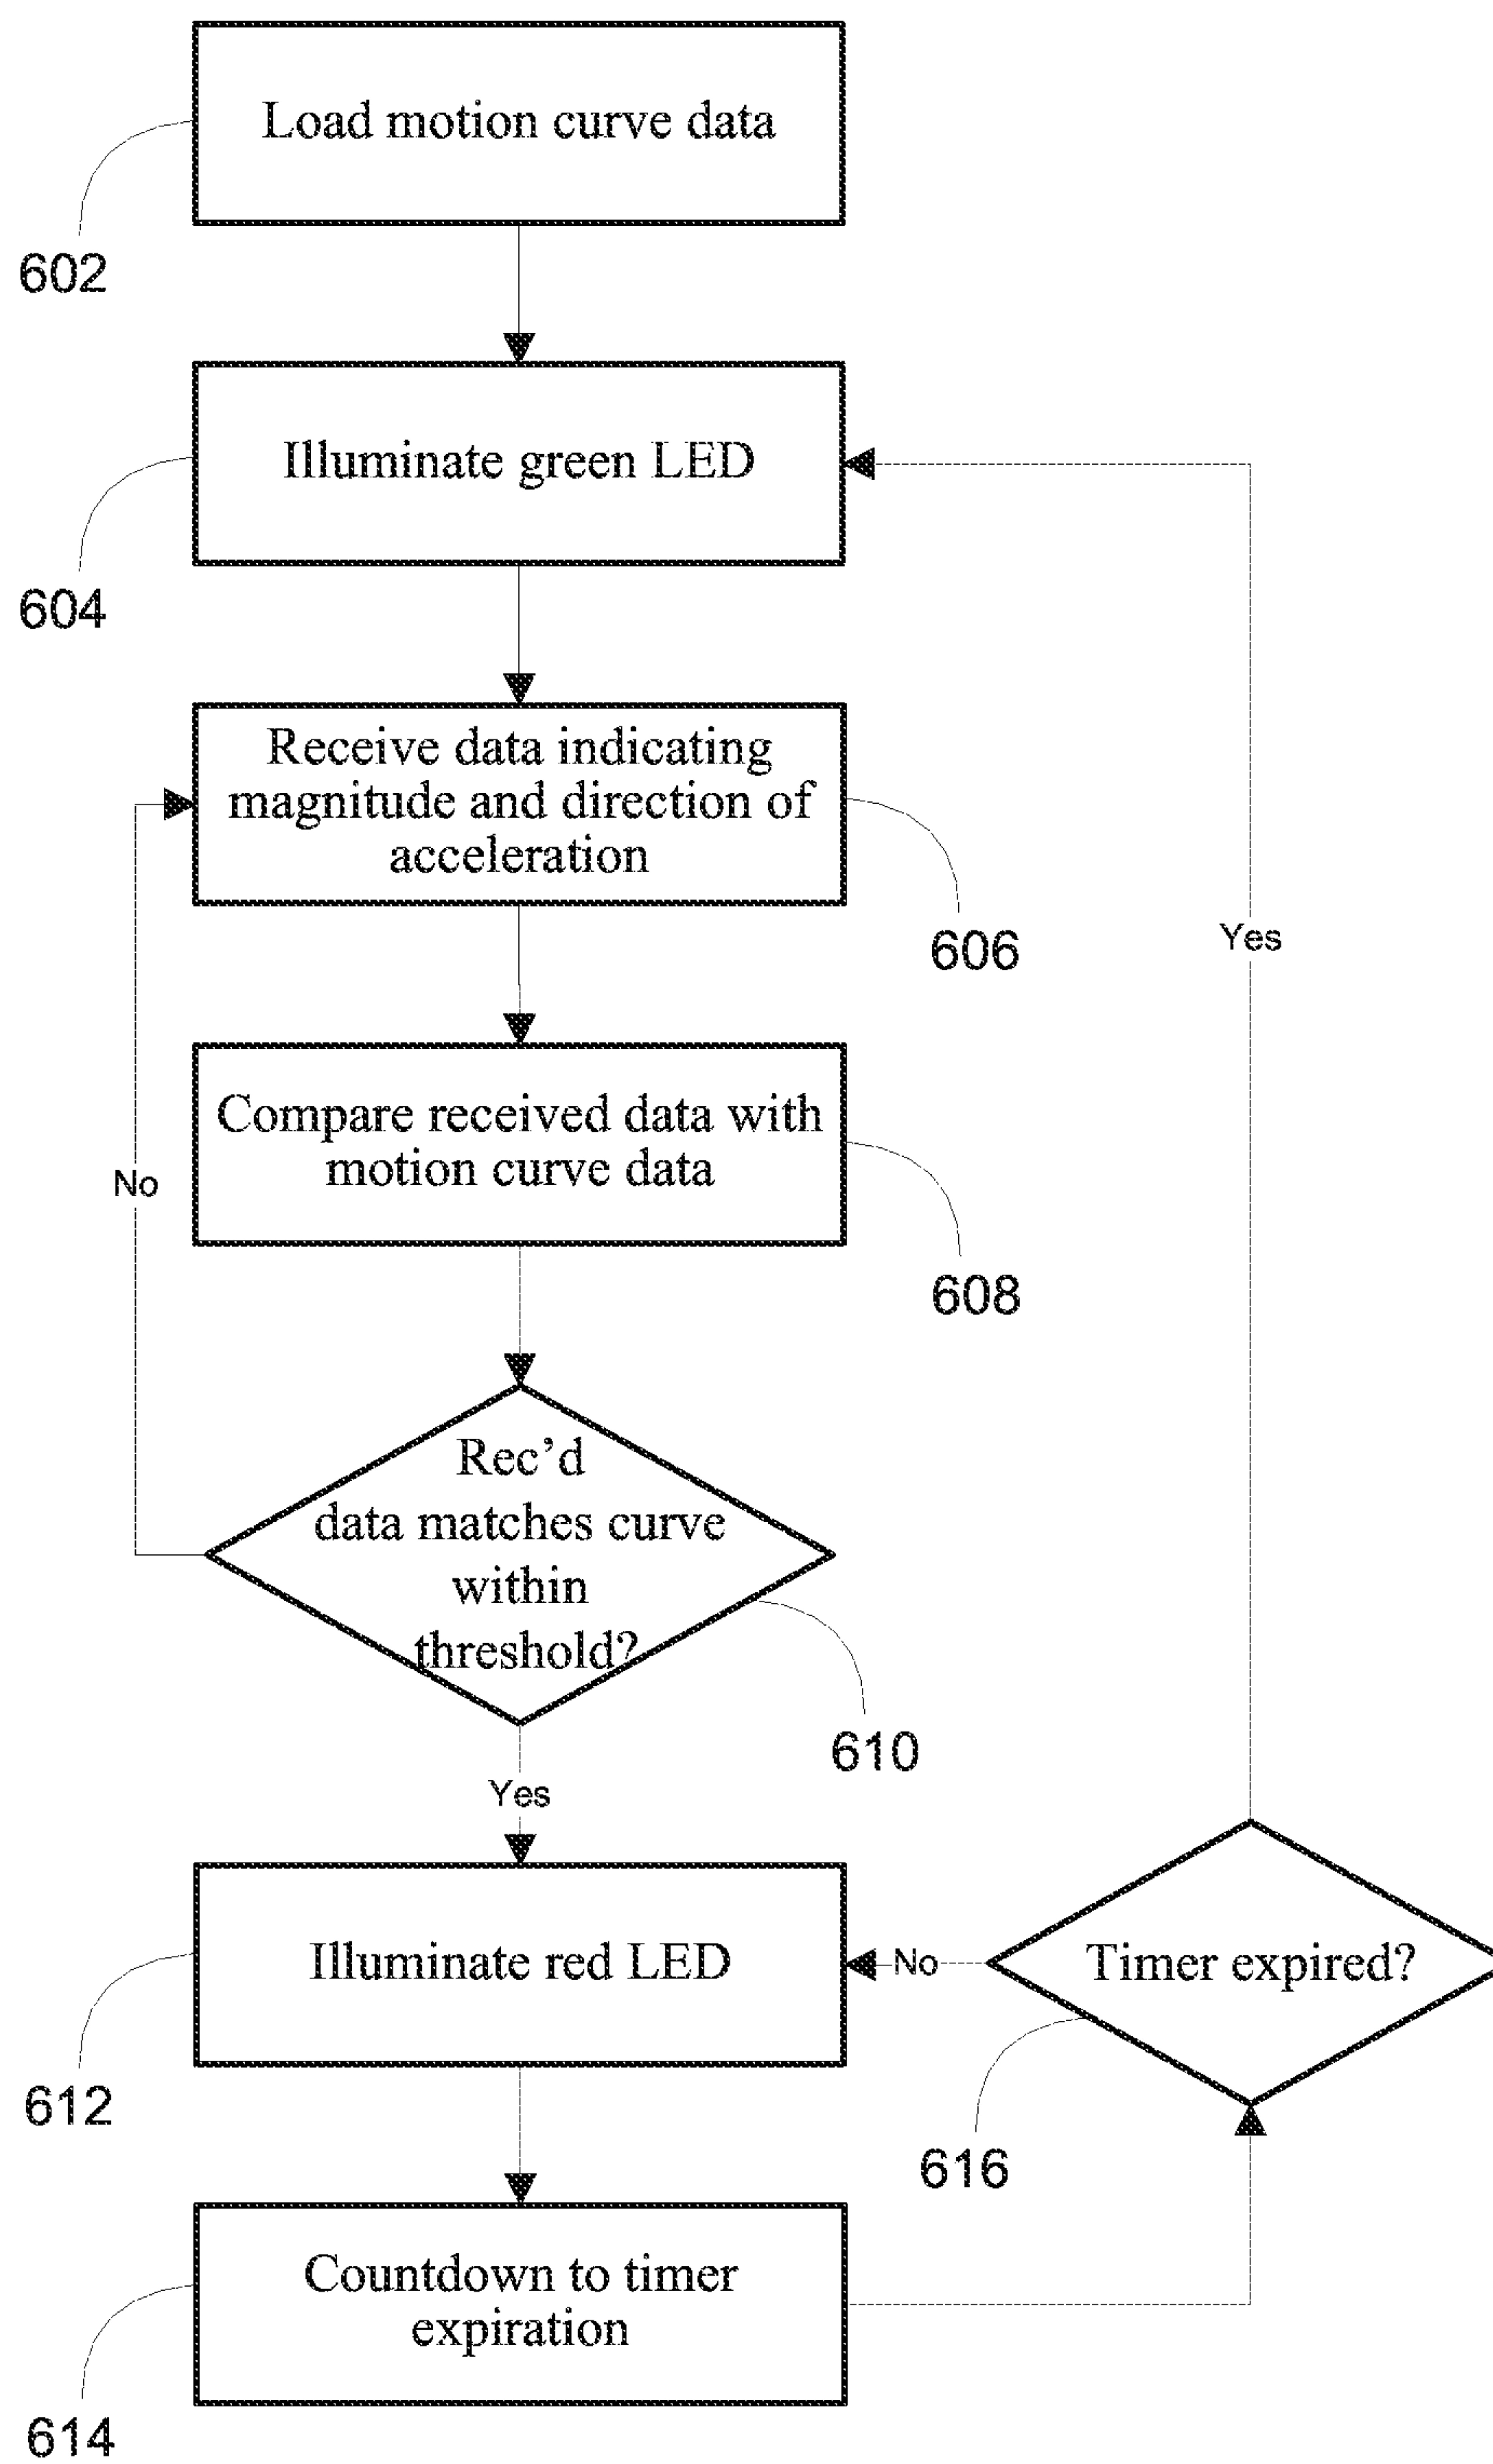 Load motion curve data
602
Illuminate green LED
604
Receive data indicating
magnitude and direction of
acceleration
606
Yes
Compare received data with
motion curve data
No
608
Rec’d
data matches curve
within
threshold?
610
Yes
Illuminate red LED
No
Timer expired?
612
616
Countdown to timer
expiration
614